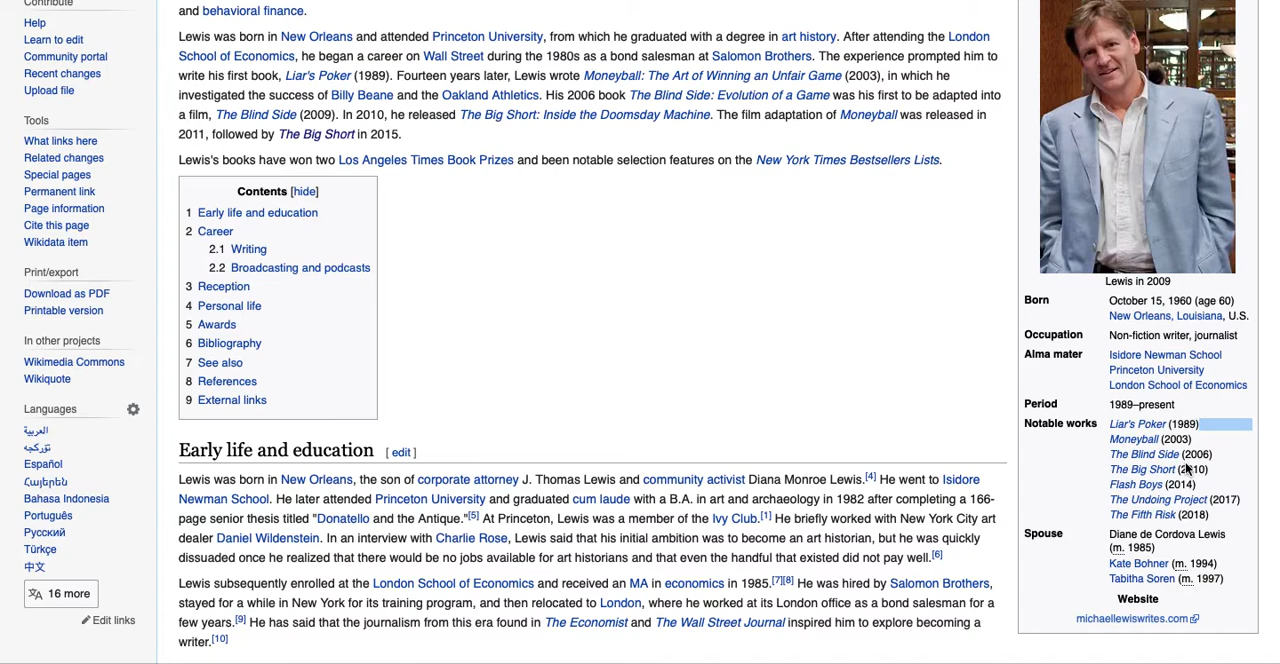 Contribute
Help
Learn to edit
Community portal
Recent changes
Upload file
Tools
What links here
Related changes
Special pages
Permanent link
Page information
Cite this page
Wikidata item
Print/export
Download as PDF
Printable version
In other projects
Wikimedia Commons
Wikiquote
Languages
العربية
تۆرکجه
Español
Հայերեն
Bahasa Indonesia
Português
Русский
Türkçe
中文
16 more
Edit links
and behavioral finance.
Lewis was born in New Orleans and attended Princeton University, from which he graduated with a degree in art history. After attending the London
School of Economics, he began a career on Wall Street during the 1980s as a bond salesman at Salomon Brothers. The experience prompted him to
write his first book, Liar's Poker (1989). Fourteen years later, Lewis wrote Moneyball: The Art of Winning an Unfair Game (2003), in which he
investigated the success of Billy Beane and the Oakland Athletics. His 2006 book The Blind Side: Evolution of a Game was his first to be adapted into
a film, The Blind Side (2009). In 2010, he released The Big Short: Inside the Doomsday Machine. The film adaptation of Moneyball was released in
2011, followed by The Big Short in 2015.
Lewis's books have won two Los Angeles Times Book Prizes and been notable selection features on the New York Times Bestsellers Lists.
Contents [hide]
1 Early life and education
2 Career
2.1 Writing
2.2 Broadcasting and podcasts
3 Reception
4 Personal life
5 Awards
6 Bibliography
7 See also
8 References
9 External links
Early life and education [ edit ]
Lewis was born in New Orleans, the son of corporate attorney J. Thomas Lewis and community activist Diana Monroe Lewis.[4] He went to Isidore
Newman School. He later attended Princeton University and graduated cum laude with a B.A. in art and archaeology in 1982 after completing a 166-
page senior thesis titled "Donatello and the Antique."[5] At Princeton, Lewis was a member of the Ivy Club.[1] He briefly worked with New York City art
dealer Daniel Wildenstein. In an interview with Charlie Rose, Lewis said that his initial ambition was to become an art historian, but he was quickly
dissuaded once he realized that there would be no jobs available for art historians and that even the handful that existed did not pay well.[6]
Lewis subsequently enrolled at the London School of Economics and received an MA in economics in 1985.[7][8] He was hired by Salomon Brothers,
stayed for a while in New York for its training program, and then relocated to London, where he worked at its London office as a bond salesman for a
few years.[9] He has said that the journalism from this era found in The Economist and The Wall Street Journal inspired him to explore becoming a
writer.[10]
Lewis in 2009
Born October 15, 1960 (age 60)
New Orleans, Louisiana, U.S.
Occupation Non-fiction writer, journalist
Alma mater Isidore Newman School
Princeton University
London School of Economics
Period 1989–present
Notable works Liar's Poker (1989)
Moneyball (2003)
The Blind Side (2006)
The Big Short (2010)
Flash Boys (2014)
The Undoing Project (2017)
The Fifth Risk (2018)
Spouse Diane de Cordova Lewis
(m. 1985)
Kate Bohner (m. 1994)
Tabitha Soren (m. 1997)
Website
michaellewiswrites.com